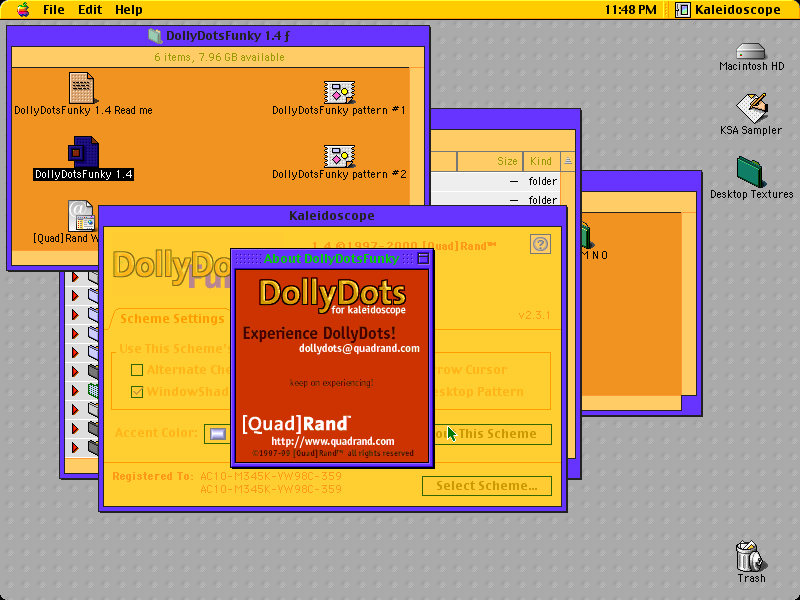 File Edit Help
11:48 PM
Kaleidoscope
DollyDotsFunky 1.4 ƒ
6 items, 7.96 GB available
DollyDotsFunky 1.4 Read me
DollyDotsFunky pattern #1
DollyDotsFunky 1.4
DollyDotsFunky pattern #2
[Quad]Rand W
Size Kind
— folder
— folder
M N O
Macintosh HD
KSA Sampler
Desktop Textures
Trash
Kaleidoscope
1.4 ©1997-2000 [Quad]Rand™
DollyDo
Fun
v2.3.1
Scheme Settings
Use This Scheme's
Alternate Ch
row Cursor
WindowShad
esktop Pattern
Accent Color:
out This Scheme
Registered To: AC10-M345K-VW98C-359
AC10-M345K-VW98C-359
Select Scheme...
About DollyDotsFunky
DollyDots
for kaleidoscope
Experience DollyDots!
dollydots@quadrand.com
keep on experiencing!
[Quad]Rand™
http://www.quadrand.com
©1997-99 [Quad]Rand™ all rights reserved